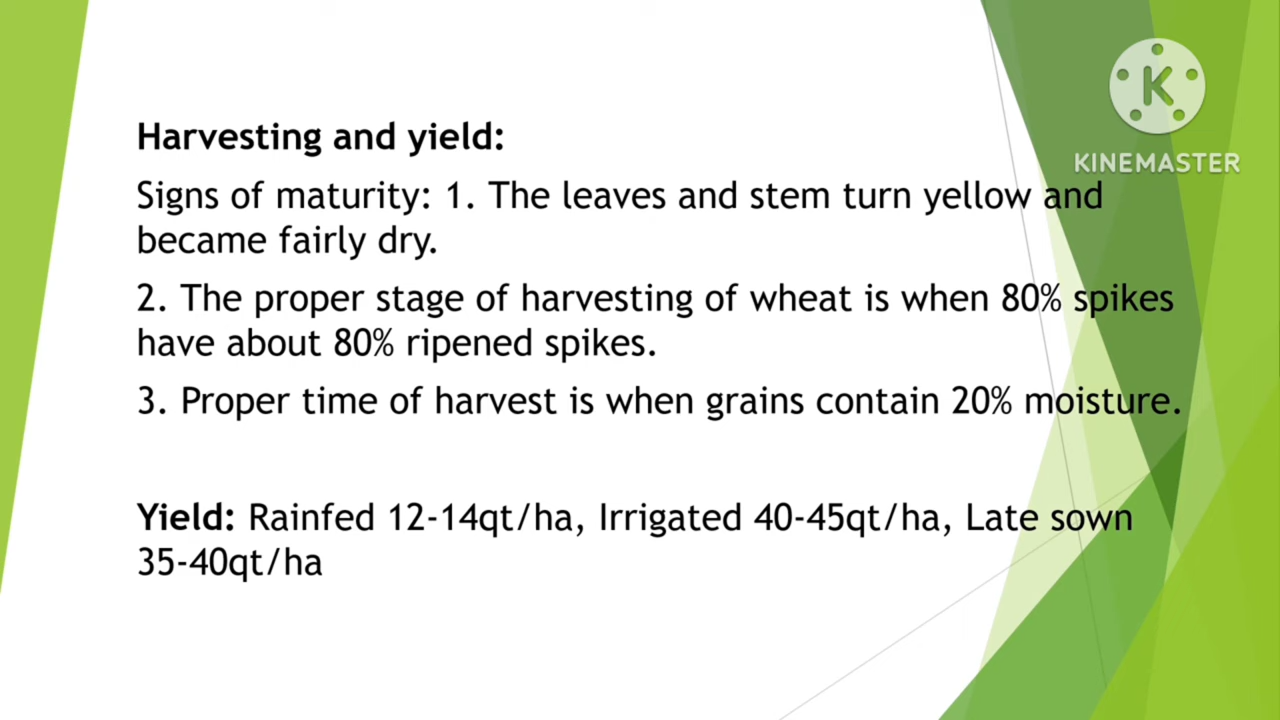 K
KINEMASTER
Harvesting and yield:
Signs of maturity: 1. The leaves and stem turn yellow and
became fairly dry.
2. The proper stage of harvesting of wheat is when 80% spikes
have about 80% ripened spikes.
3. Proper time of harvest is when grains contain 20% moisture.
Yield: Rainfed 12-14qt/ha, Irrigated 40-45qt/ha, Late sown
35-40qt/ha